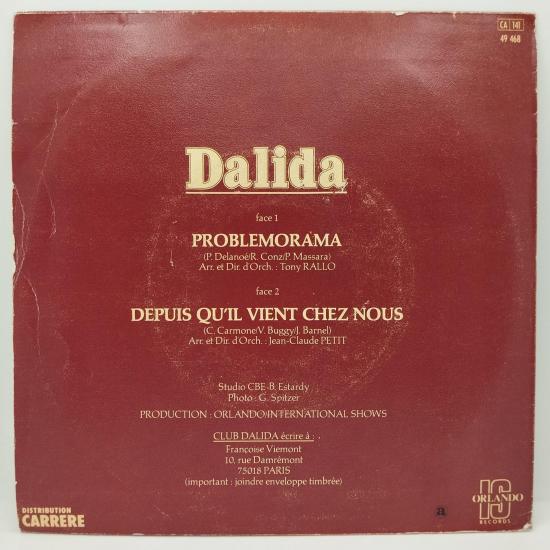 CA 141
49 468
Dalida
face 1
PROBLEMORAMA
(P. Delanoë/R. Conz/P. Massara)
Arr. et Dir. d'Orch. : Tony RALLO
face 2
DEPUIS QU'IL VIENT CHEZ NOUS
(C. Carmone/V. Buggy/J. Barnel)
Arr. et Dir. d'Orch. : Jean-Claude PETIT
Studio CBE-B. Estardy
Photo : G. Spitzer
PRODUCTION : ORLANDO/INTERNATIONAL SHOWS
CLUB DALIDA écrire à :
Françoise Viemont
10, rue Damrémont
75018 PARIS
(important : joindre enveloppe timbrée)
DISTRIBUTION
CARRERE
a
IS
ORLANDO
RECORDS